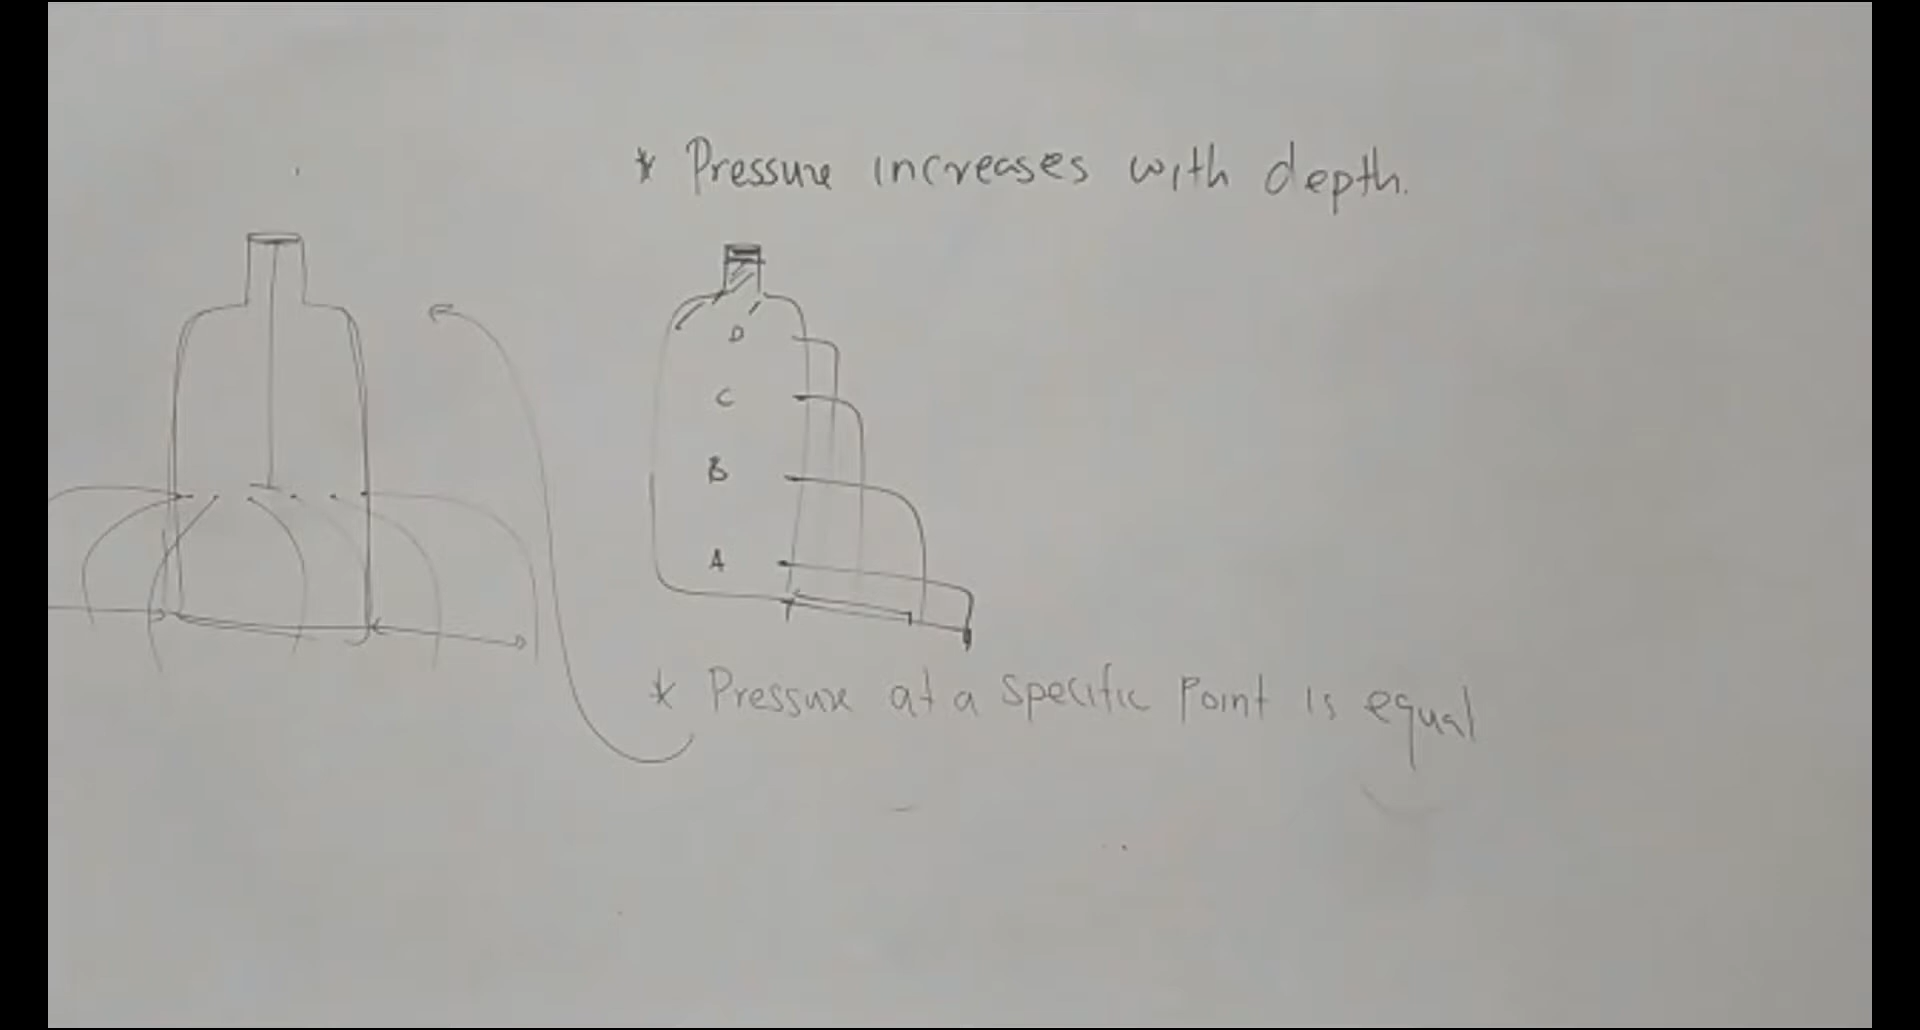 * Pressure increases with depth.
D
C
B
A
* Pressure at a specific point is equal